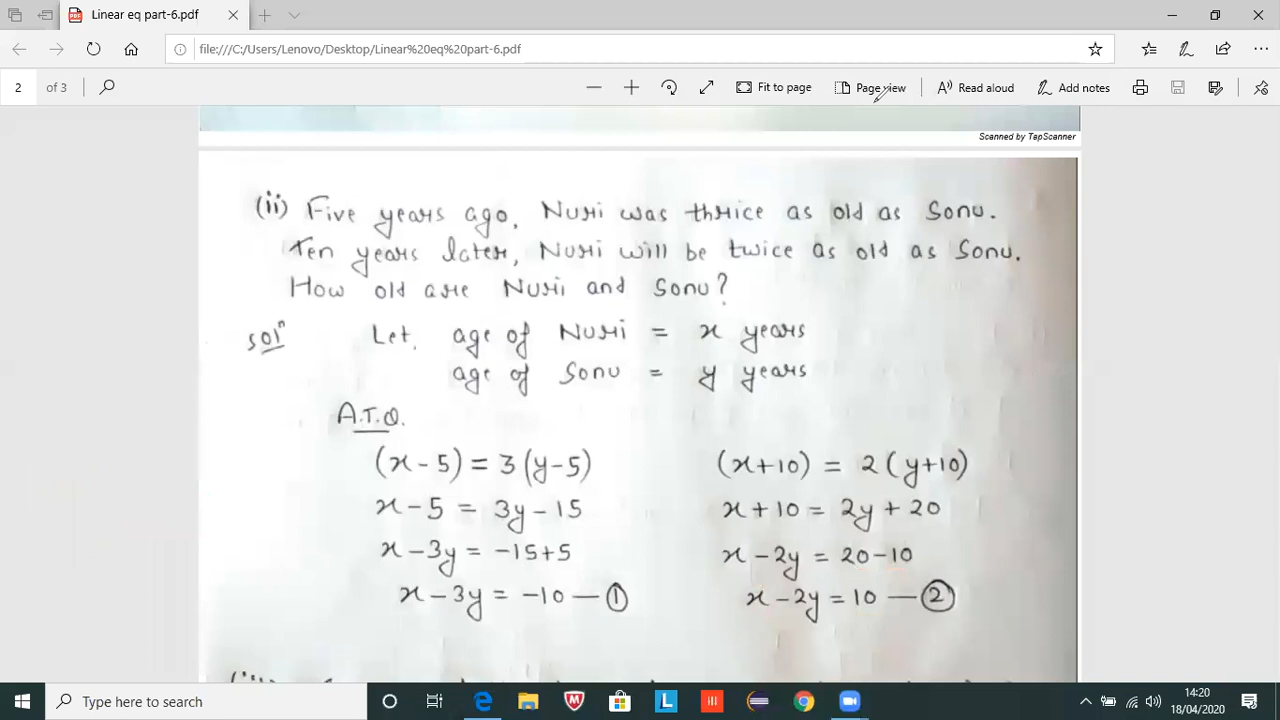 Linear eq part-6.pdf
file:///C:/Users/Lenovo/Desktop/Linear%20eq%20part-6.pdf
2 of 3 Fit to page Page view Read aloud Add notes
Scanned by TapScanner
(ii) Five years ago, Nuri was thrice as old as Sonu.
Ten years later, Nuri will be twice as old as Sonu.
How old are Nuri and Sonu?
Solⁿ Let, age of Nuri = x years
age of Sonu = y years
A.T.Q.
(x-5) = 3(y-5) (x+10) = 2(y+10)
x-5 = 3y-15 x+10 = 2y+20
x-3y = -15+5 x-2y = 20-10
x-3y = -10 — ① x-2y = 10 — ②
Type here to search
14:20
18/04/2020